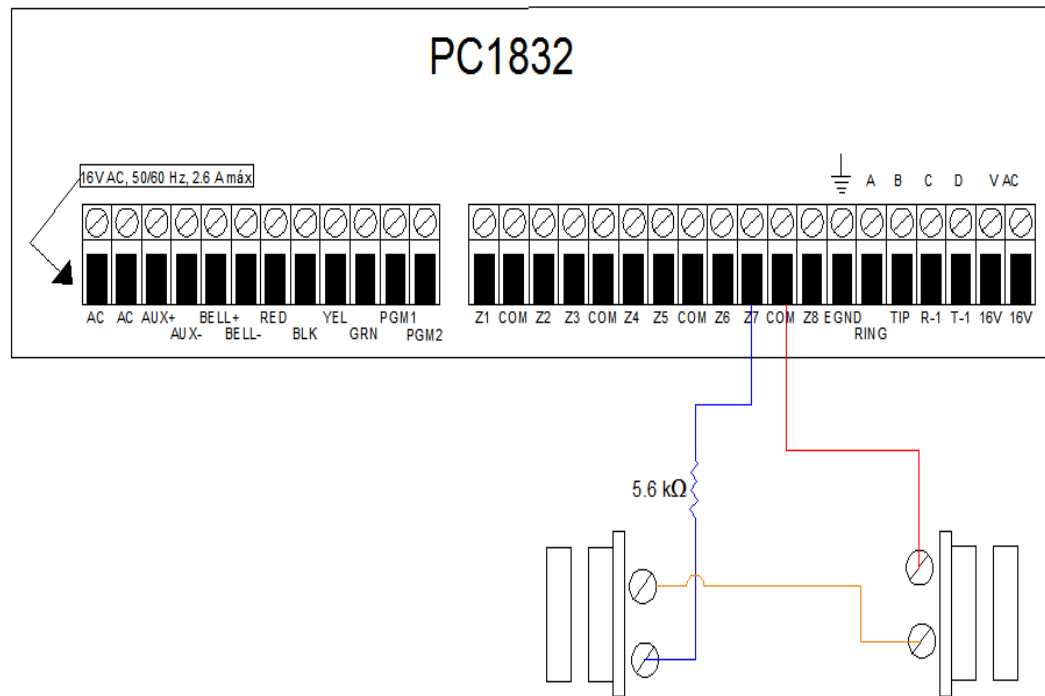 PC1832
16V AC, 50/60 Hz, 2.6 A máx
A B C D V AC
AC AC AUX+ AUX- BELL+ BELL- RED BLK YEL GRN PGM1 PGM2
Z1 COM Z2 Z3 COM Z4 Z5 COM Z6 Z7 COM Z8 EGND RING TIP R-1 T-1 16V 16V
5.6 kΩ